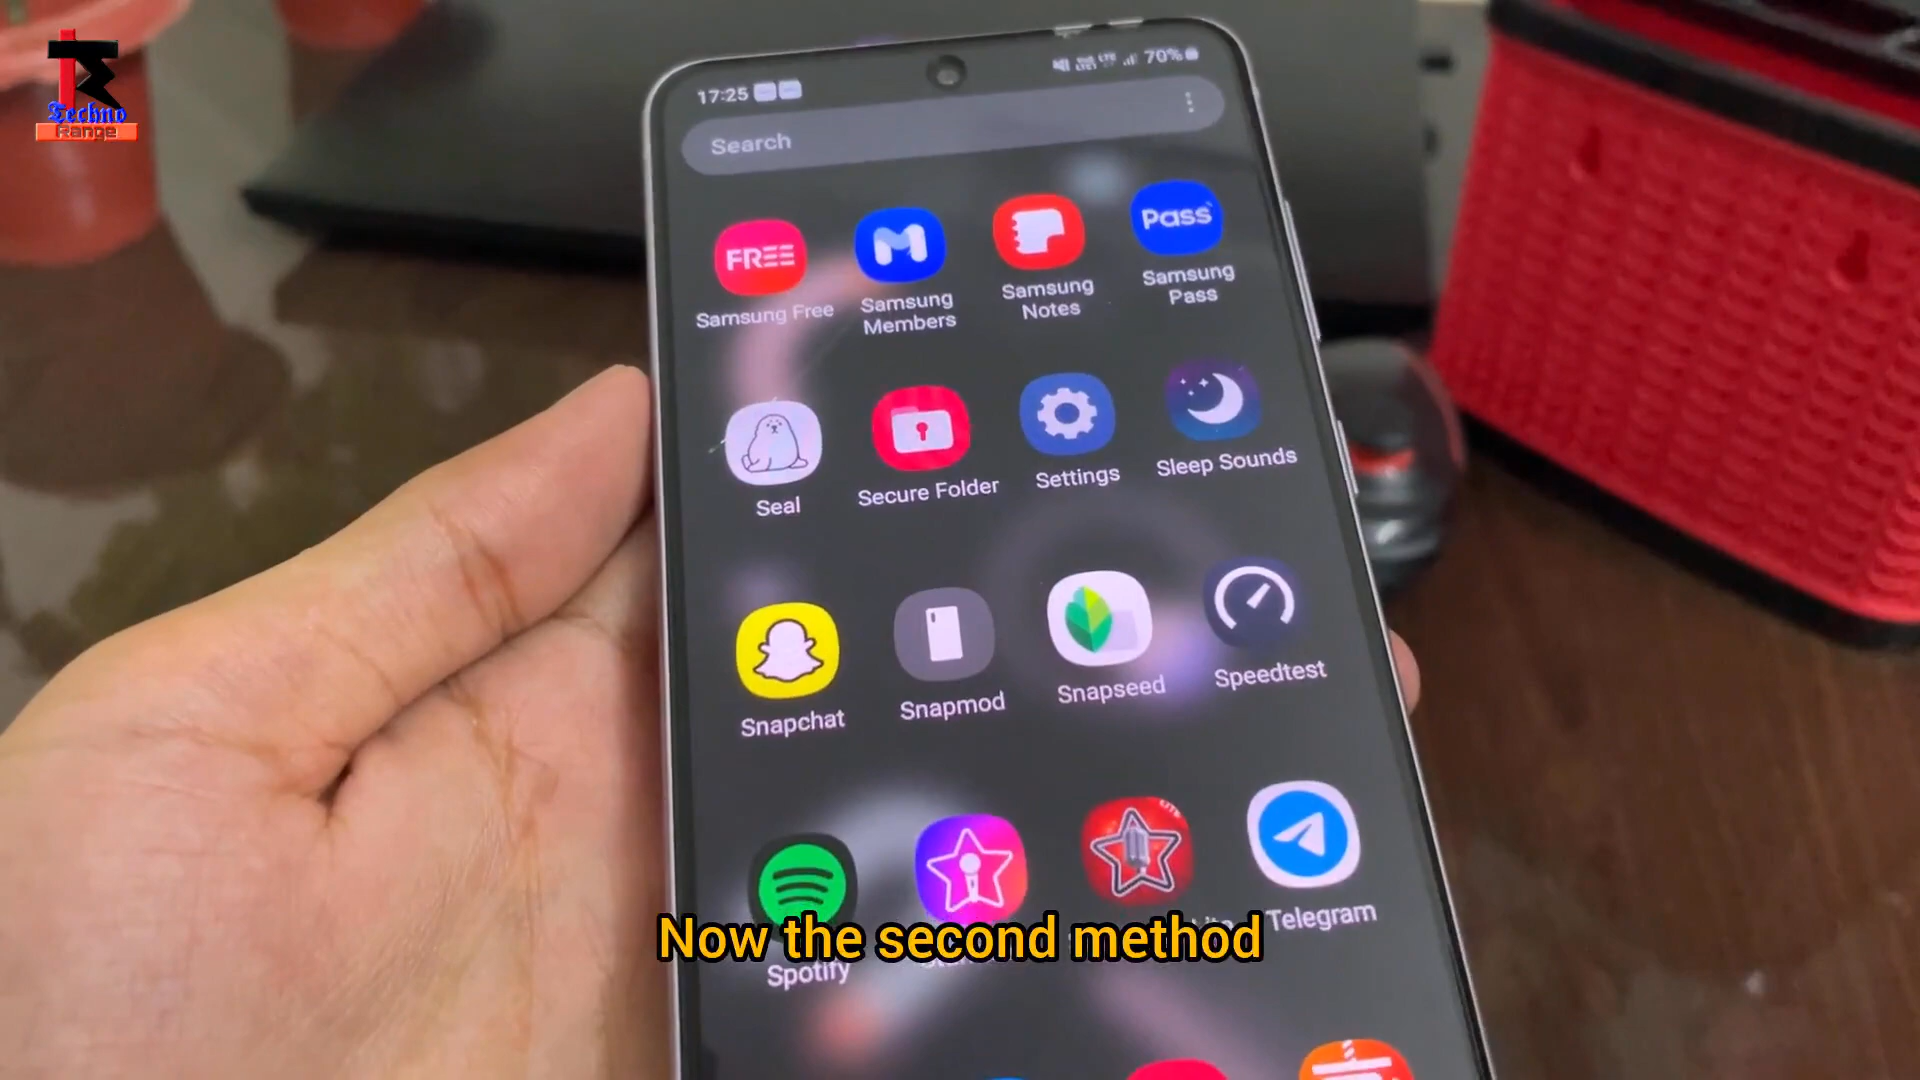 Techno
Range
17:25
70%
Search
FREE
Pass
Samsung Free
Samsung
Members
Samsung
Notes
Samsung
Pass
Seal
Secure Folder
Settings
Sleep Sounds
Snapchat
Snapmod
Snapseed
Speedtest
Spotify
Telegram
Now the second method